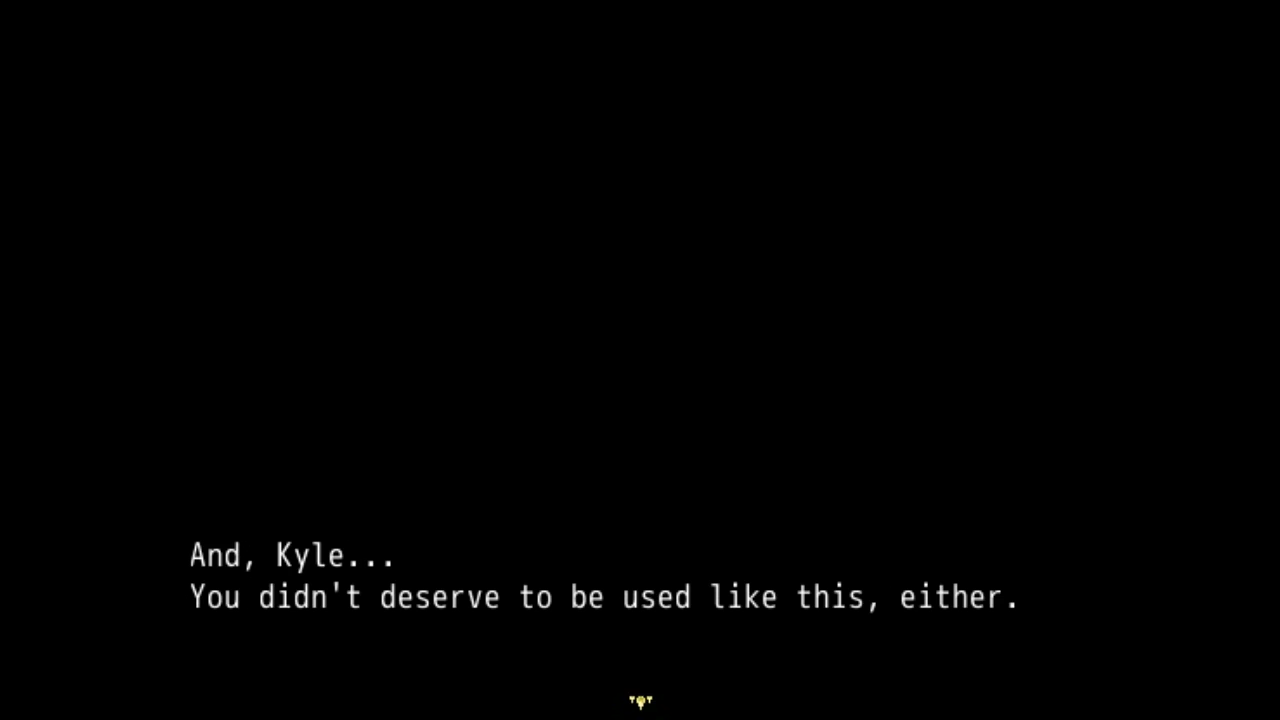 And, Kyle...
You didn't deserve to be used like this, either.